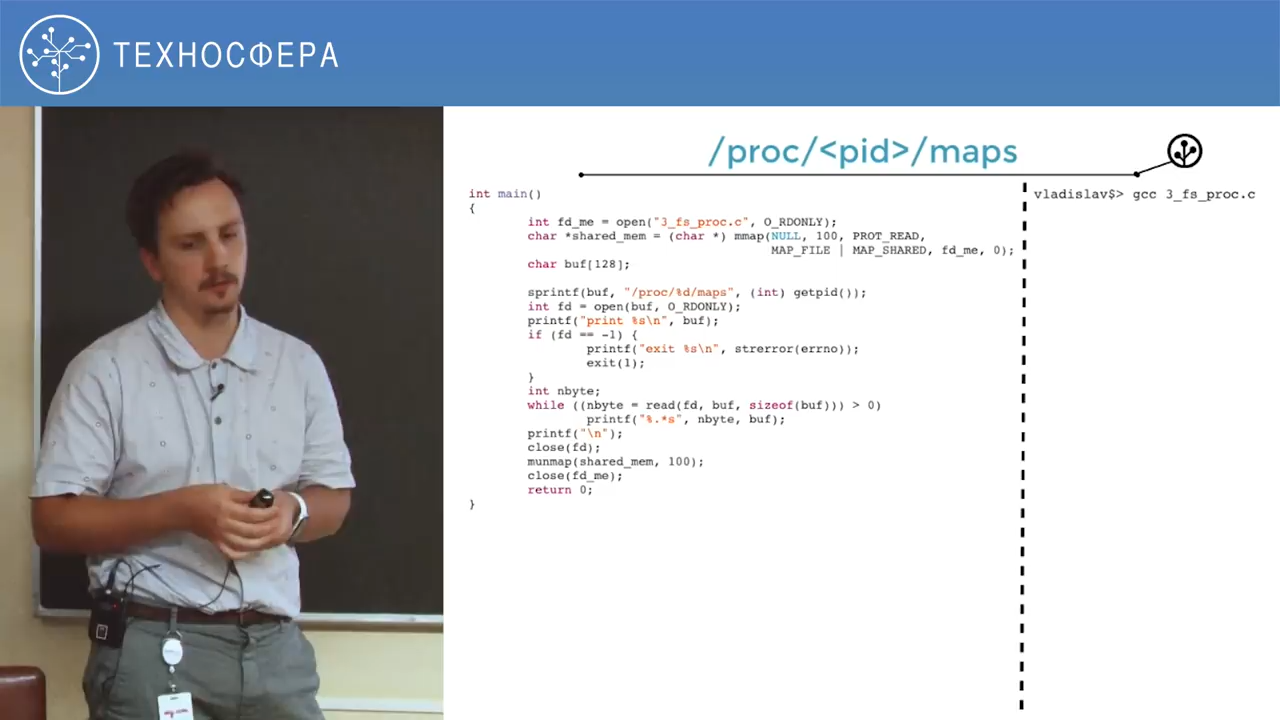 ТЕХНОСФЕРА
/proc/<pid>/maps
int main()
{
int fd_me = open("3_fs_proc.c", O_RDONLY);
char *shared_mem = (char *) mmap(NULL, 100, PROT_READ,
MAP_FILE | MAP_SHARED, fd_me, 0);
char buf[128];
sprintf(buf, "/proc/%d/maps", (int) getpid());
int fd = open(buf, O_RDONLY);
printf("print %s\n", buf);
if (fd == -1) {
printf("exit %s\n", strerror(errno));
exit(1);
}
int nbyte;
while ((nbyte = read(fd, buf, sizeof(buf))) > 0)
printf("%.*s", nbyte, buf);
printf("\n");
close(fd);
munmap(shared_mem, 100);
close(fd_me);
return 0;
}
vladislav$> gcc 3_fs_proc.c